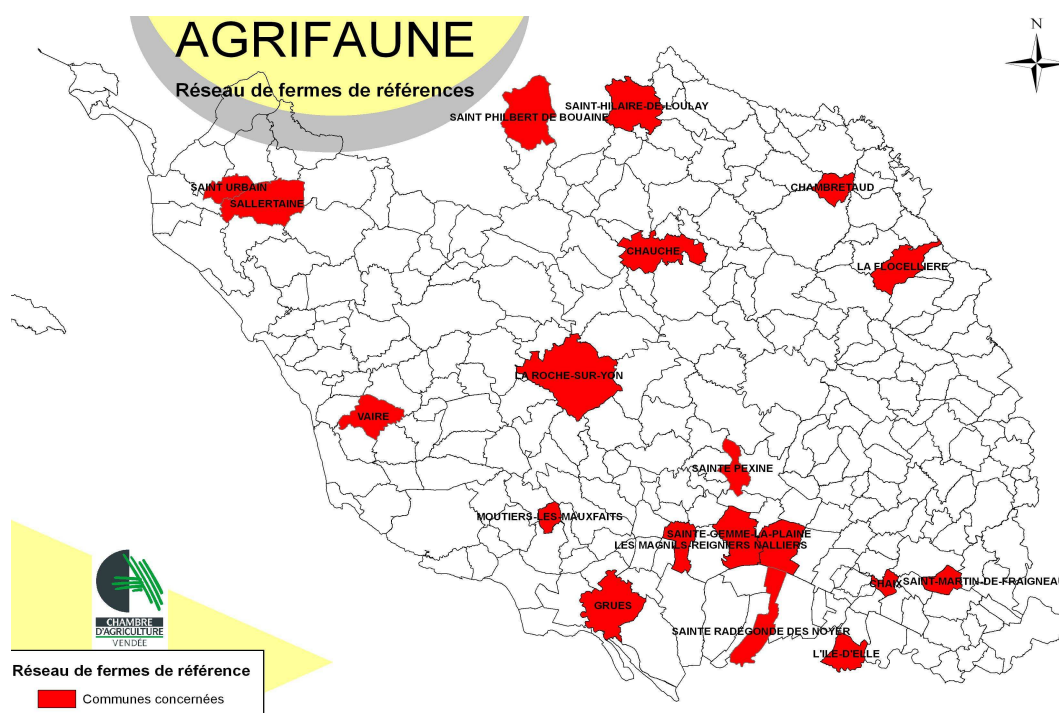 AGRIFAUNE
Réseau de fermes de références
N
SAINT-HILAIRE-DE-LOULAY
SAINT PHILBERT DE BOUAINE
SAINT URBAIN
SALLERTAINE
CHAMBRETAUD
CHAUCHE
LA FLOCELLIERE
LA ROCHE-SUR-YON
VAIRE
SAINTE PEXINE
MOUTIERS-LES-MAUXFAITS
SAINTE-GEMME-LA-PLAINE
LES MAGNILS-REIGNIERS NALLIERS
CHAIX
SAINT-MARTIN-DE-FRAIGNEAU
GRUES
SAINTE RADEGONDE DES NOYER
L'ILE-D'ELLE
CHAMBRE
D'AGRICULTURE
VENDÉE
Réseau de fermes de référence
Communes concernées